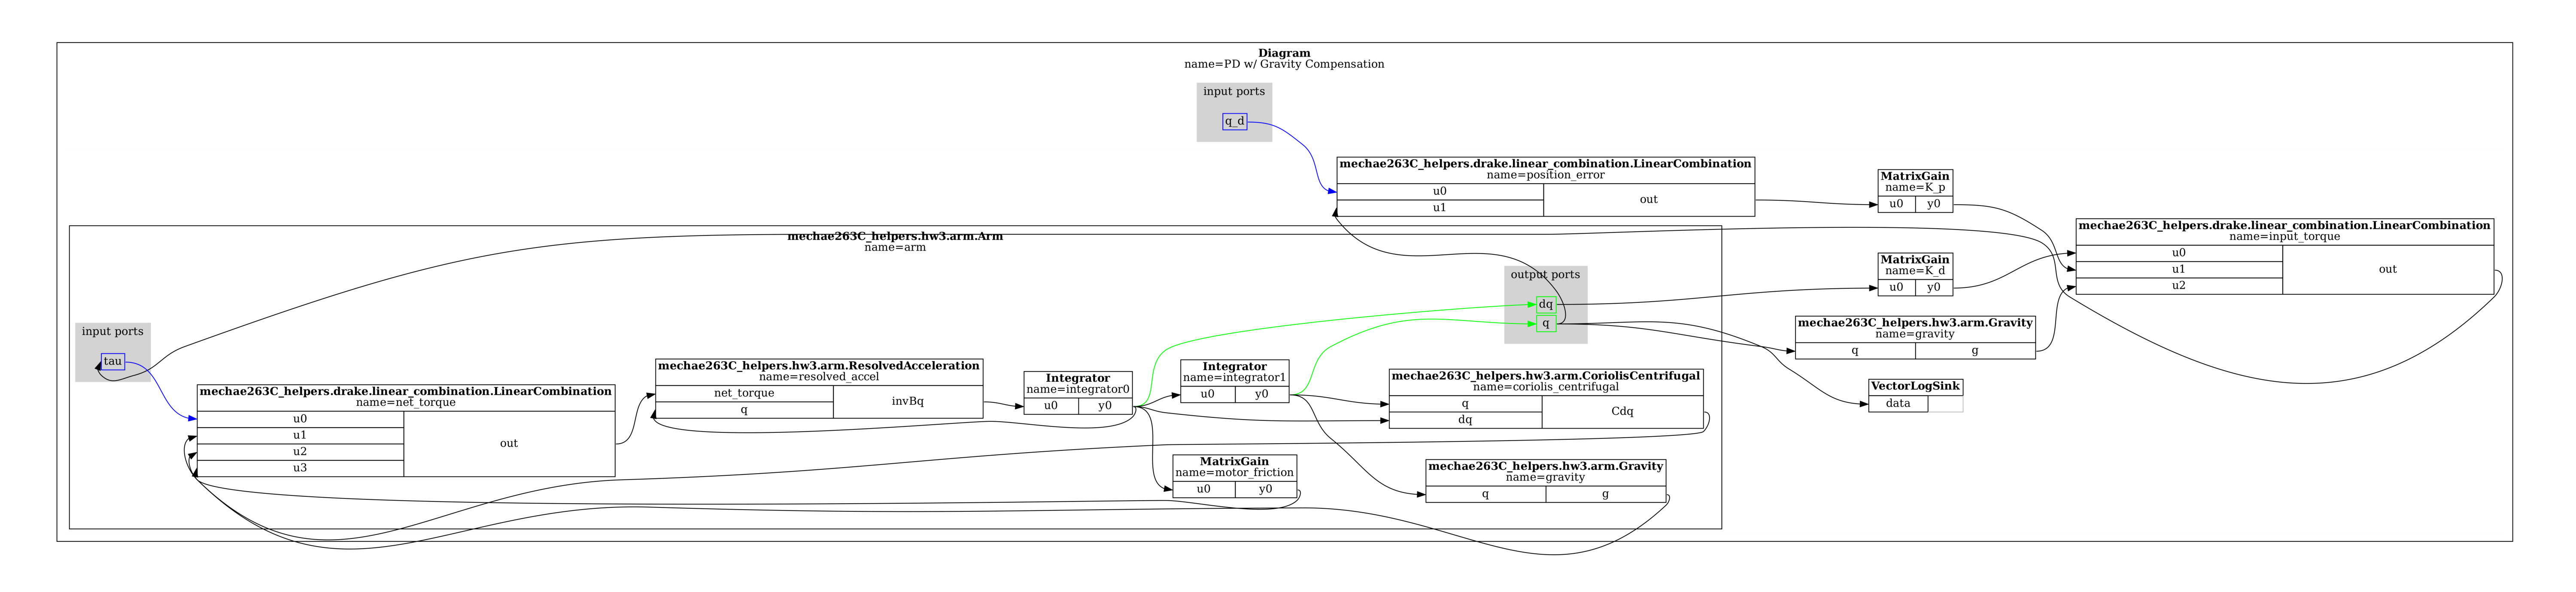 Diagram
name=PD w/ Gravity Compensation
input ports
q_d
mechae263C_helpers.drake.linear_combination.LinearCombination
name=position_error
u0
u1
out
MatrixGain
name=K_p
u0
y0
mechae263C_helpers.drake.linear_combination.LinearCombination
name=input_torque
u0
u1
u2
out
mechae263C_helpers.hw3.arm.Arm
name=arm
output ports
dq
q
MatrixGain
name=K_d
u0
y0
mechae263C_helpers.hw3.arm.Gravity
name=gravity
q
g
input ports
tau
mechae263C_helpers.drake.linear_combination.LinearCombination
name=net_torque
u0
u1
u2
u3
out
mechae263C_helpers.hw3.arm.ResolvedAcceleration
name=resolved_accel
net_torque
q
invBq
Integrator
name=integrator0
u0
y0
Integrator
name=integrator1
u0
y0
mechae263C_helpers.hw3.arm.CoriolisCentrifugal
name=coriolis_centrifugal
q
dq
Cdq
VectorLogSink
data
MatrixGain
name=motor_friction
u0
y0
mechae263C_helpers.hw3.arm.Gravity
name=gravity
q
g